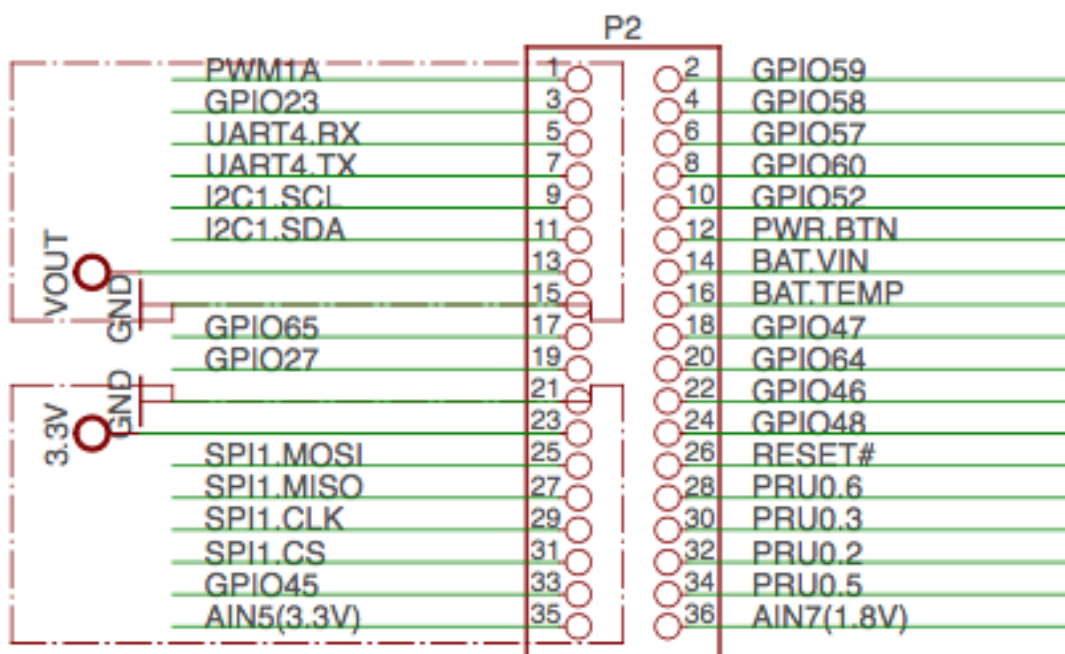 P2
PWM1A 1 2 GPIO59
GPIO23 3 4 GPIO58
UART4.RX 5 6 GPIO57
UART4.TX 7 8 GPIO60
I2C1.SCL 9 10 GPIO52
I2C1.SDA 11 12 PWR.BTN
VOUT 13 14 BAT.VIN
GND 15 16 BAT.TEMP
GPIO65 17 18 GPIO47
GPIO27 19 20 GPIO64
GND 21 22 GPIO46
3.3V 23 24 GPIO48
SPI1.MOSI 25 26 RESET#
SPI1.MISO 27 28 PRU0.6
SPI1.CLK 29 30 PRU0.3
SPI1.CS 31 32 PRU0.2
GPIO45 33 34 PRU0.5
AIN5(3.3V) 35 36 AIN7(1.8V)